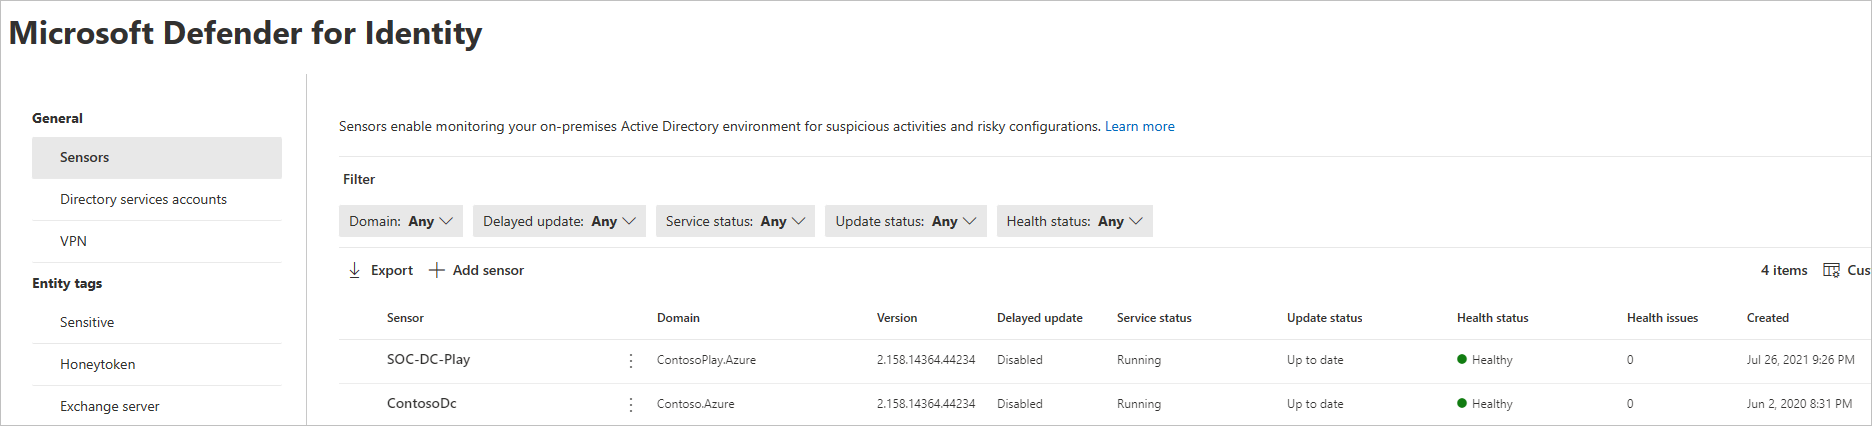 Microsoft Defender for Identity
General
Sensors
Directory services accounts
VPN
Entity tags
Sensitive
Honeytoken
Exchange server
Sensors enable monitoring your on-premises Active Directory environment for suspicious activities and risky configurations. Learn more
Filter
Domain: Any Delayed update: Any Service status: Any Update status: Any Health status: Any
Export Add sensor 4 items Cus
Sensor Domain Version Delayed update Service status Update status Health status Health issues Created
SOC-DC-Play ContosoPlay.Azure 2.158.14364.44234 Disabled Running Up to date Healthy 0 Jul 26, 2021 9:26 PM
ContosoDc Contoso.Azure 2.158.14364.44234 Disabled Running Up to date Healthy 0 Jun 2, 2020 8:31 PM